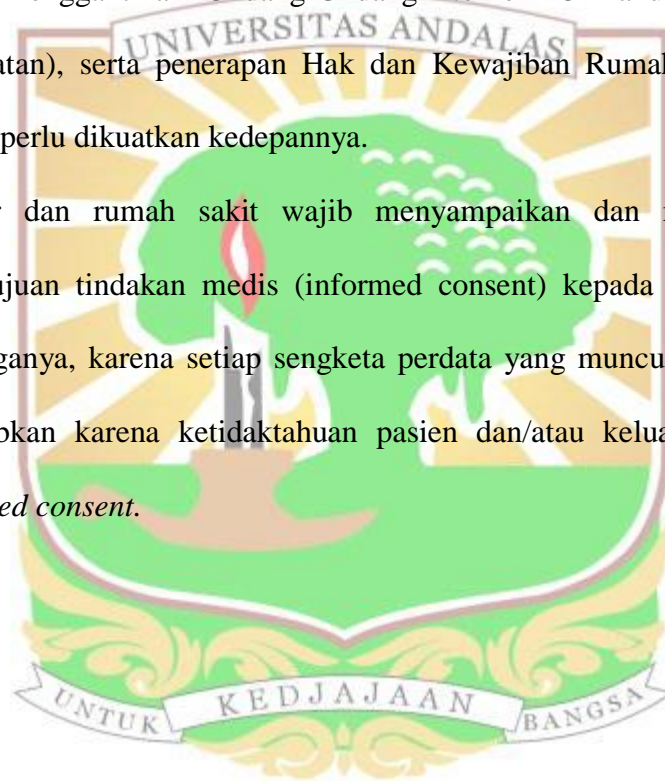 UNIVERSITAS ANDALAS
atan), serta penerapan Hak dan Kewajiban Rumah
perlu dikuatkan kedepannya.
dan rumah sakit wajib menyampaikan dan
ujuan tindakan medis (informed consent) kepada
ganya, karena setiap sengketa perdata yang muncu
bkan karena ketidaktahuan pasien dan/atau kelua
ed consent.
UNTUK KEDJAJAAN BANGSA